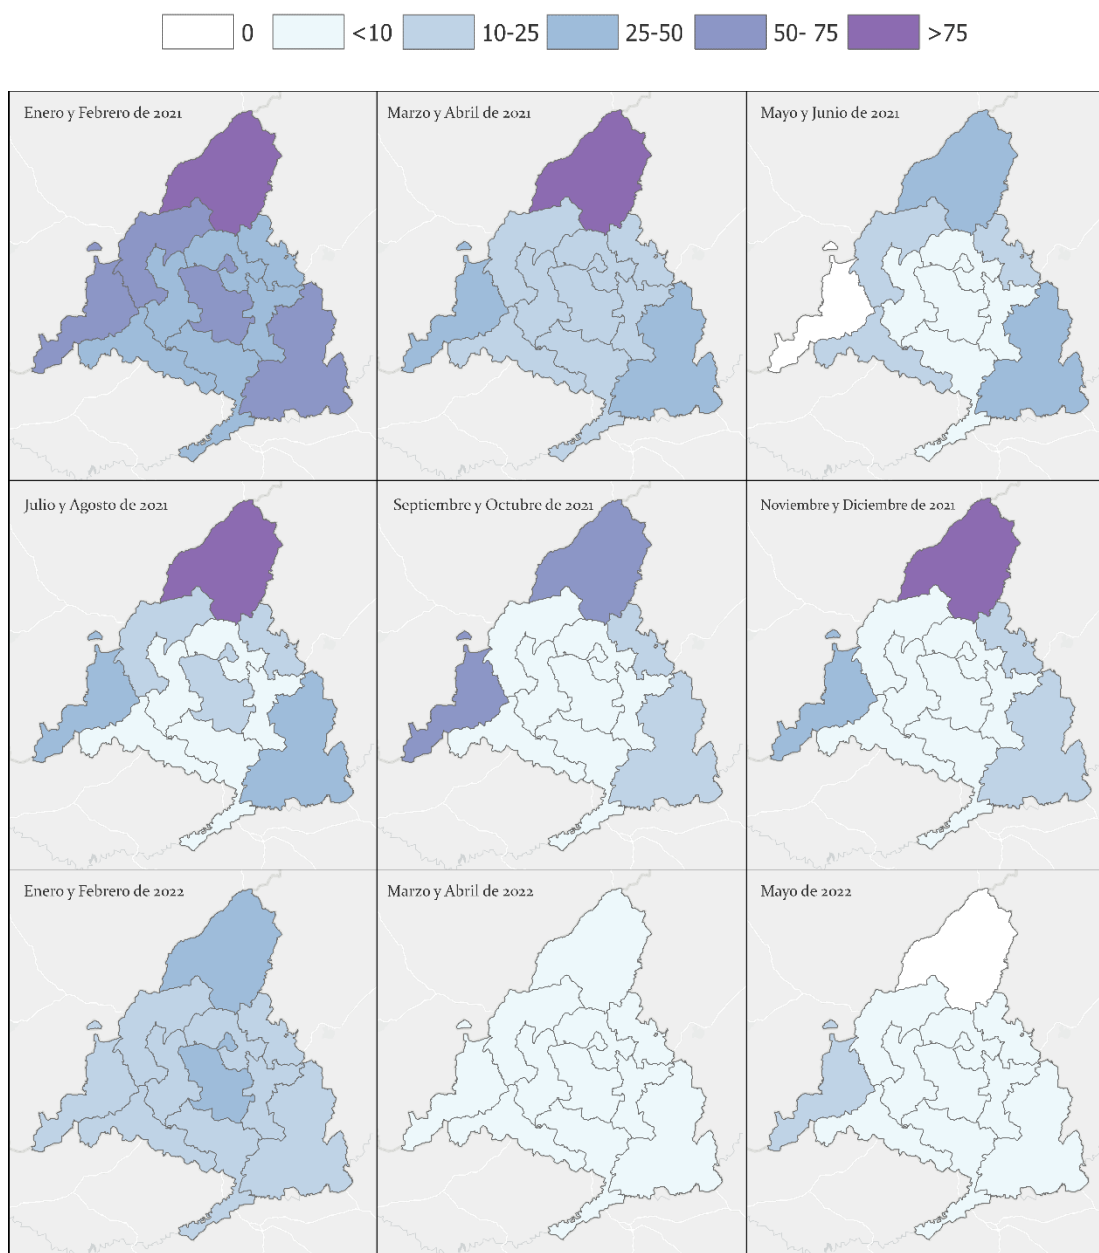 0 <10 10-25 25-50 50- 75 >75
Enero y Febrero de 2021
Marzo y Abril de 2021
Mayo y Junio de 2021
Julio y Agosto de 2021
Septiembre y Octubre de 2021
Noviembre y Diciembre de 2021
Enero y Febrero de 2022
Marzo y Abril de 2022
Mayo de 2022